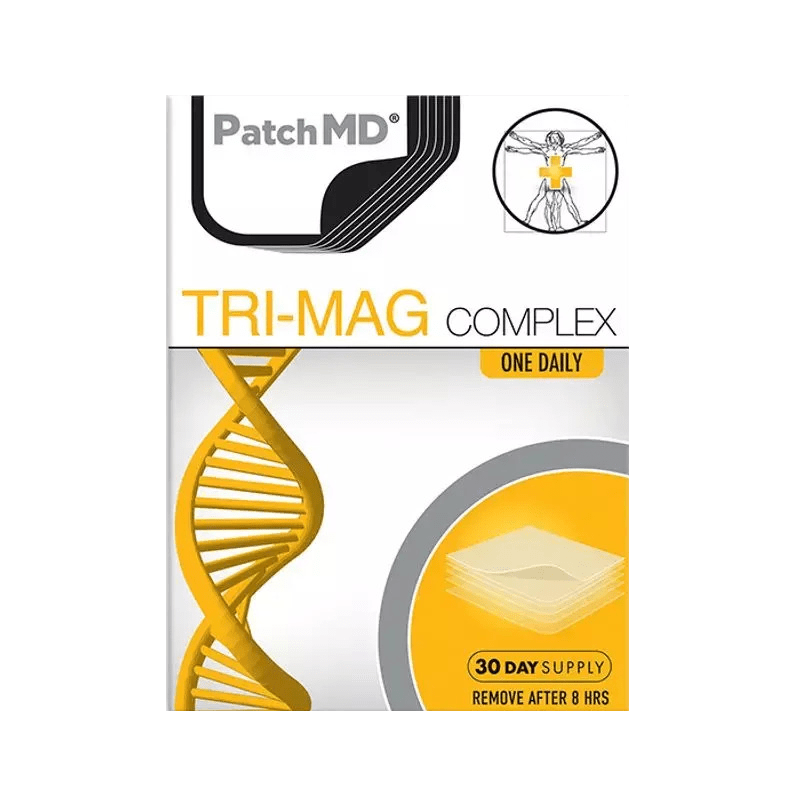 PatchMD®
TRI-MAG COMPLEX
ONE DAILY
30 DAY SUPPLY
REMOVE AFTER 8 HRS